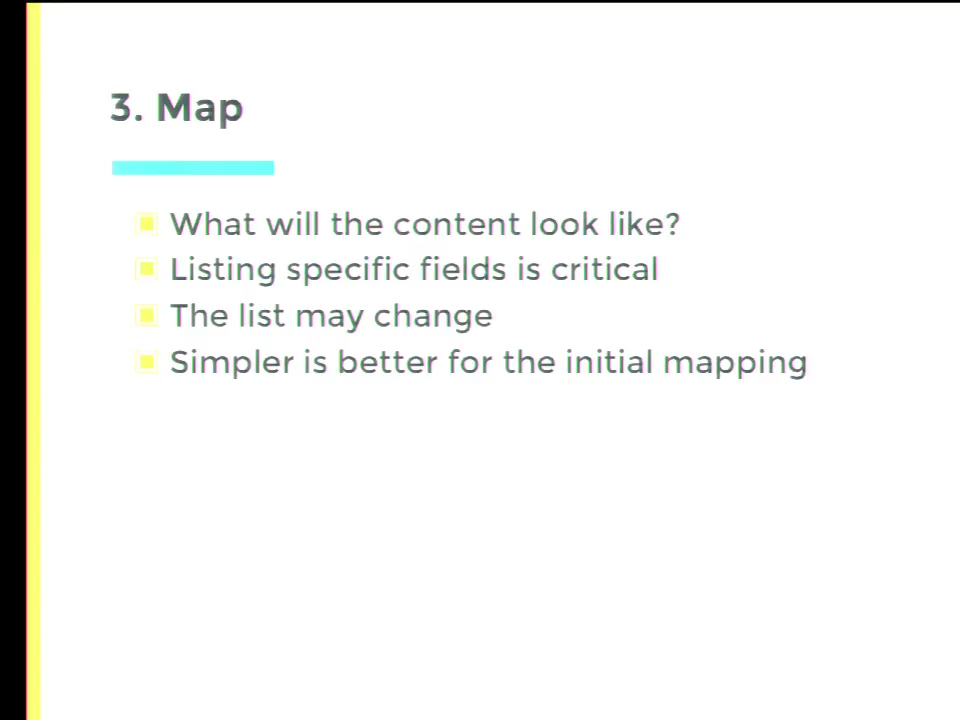 3. Map
What will the content look like?
Listing specific fields is critical
The list may change
Simpler is better for the initial mapping